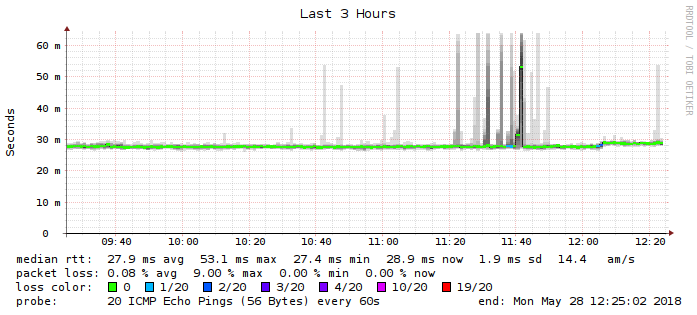 Last 3 Hours
RRDTOOL / TOBI OETIKER
Seconds
60 m
50 m
40 m
30 m
20 m
10 m
0
09:40 10:00 10:20 10:40 11:00 11:20 11:40 12:00 12:20
median rtt: 27.9 ms avg 53.1 ms max 27.4 ms min 28.9 ms now 1.9 ms sd 14.4 am/s
packet loss: 0.08 % avg 9.00 % max 0.00 % min 0.00 % now
loss color: 0 1/20 2/20 3/20 4/20 10/20 19/20
probe: 20 ICMP Echo Pings (56 Bytes) every 60s end: Mon May 28 12:25:02 2018